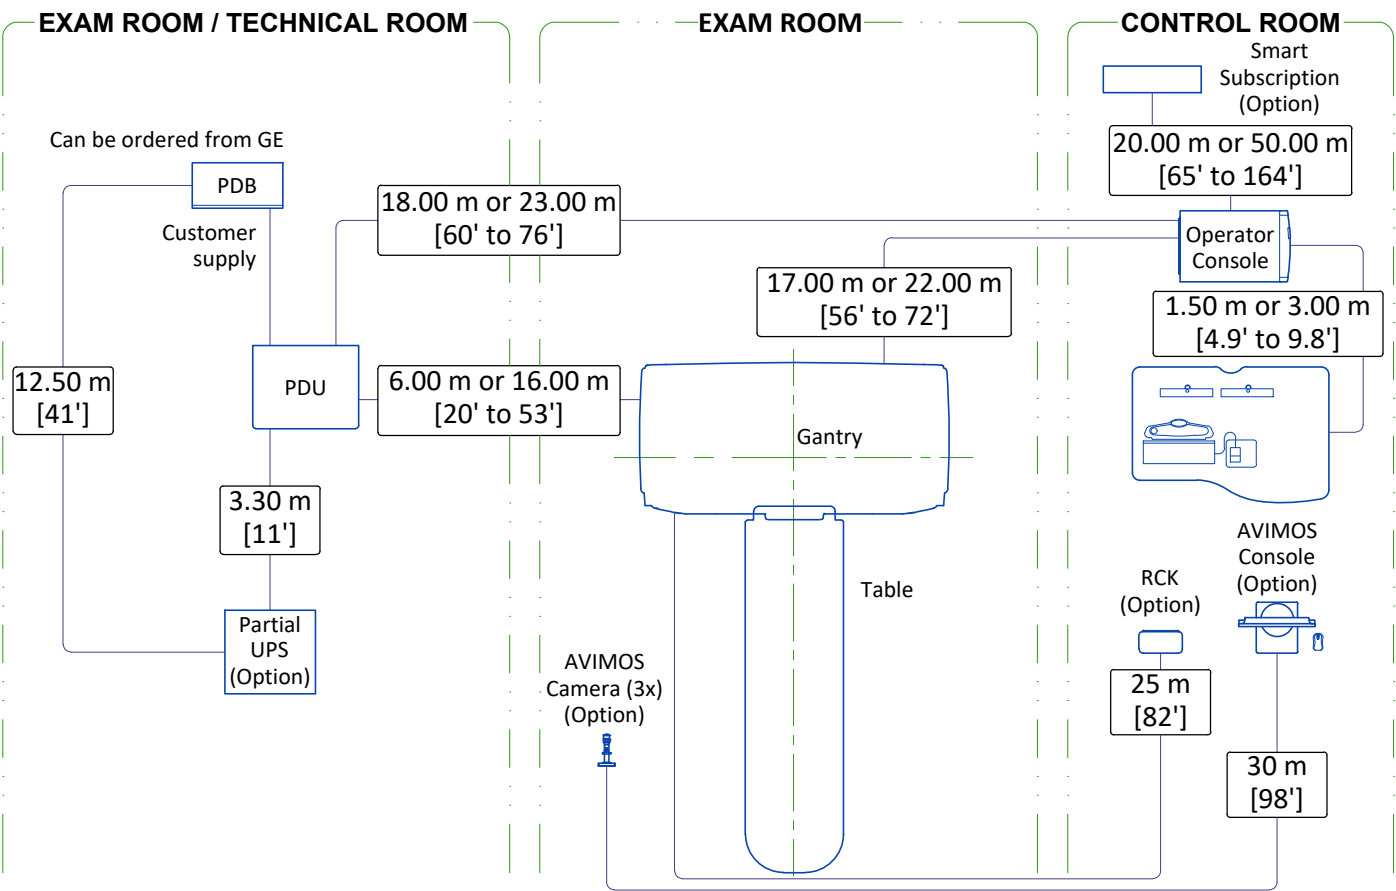 EXAM ROOM / TECHNICAL ROOM
EXAM ROOM
CONTROL ROOM
Smart
Subscription
(Option)
20.00 m or 50.00 m
[65' to 164']
Can be ordered from GE
PDB
Customer
supply
18.00 m or 23.00 m
[60' to 76']
Operator
Console
17.00 m or 22.00 m
[56' to 72']
1.50 m or 3.00 m
[4.9' to 9.8']
12.50 m
[41']
PDU
6.00 m or 16.00 m
[20' to 53']
Gantry
3.30 m
[11']
AVIMOS
Console
(Option)
RCK
(Option)
Table
Partial
UPS
(Option)
AVIMOS
Camera (3x)
(Option)
25 m
[82']
30 m
[98']